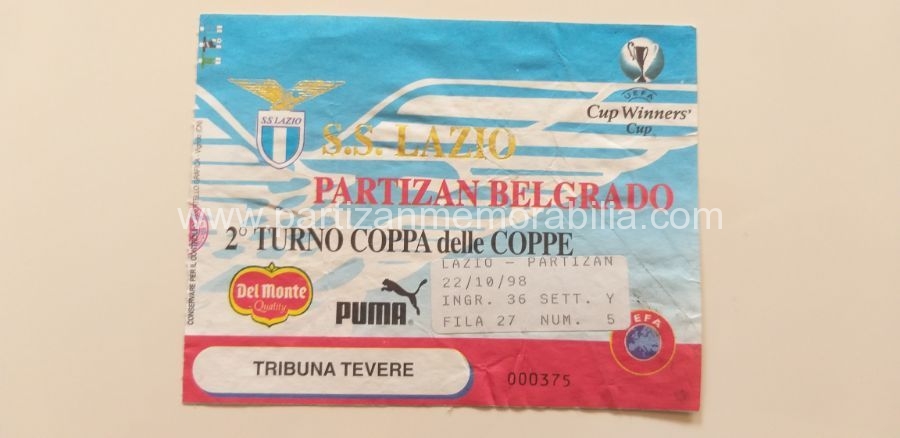 UEFA
Cup Winners'
Cup
S.S. LAZIO
S.S. LAZIO
PARTIZAN BELGRADO
www.partizanmemorabilia.com
2° TURNO COPPA delle COPPE
LAZIO - PARTIZAN
22/10/98
INGR. 36 SETT. Y
FILA 27 NUM. 5
Del Monte
Quality
PUMA
UEFA
TRIBUNA TEVERE
000375
CONSERVARE PER IL CONTROLLO